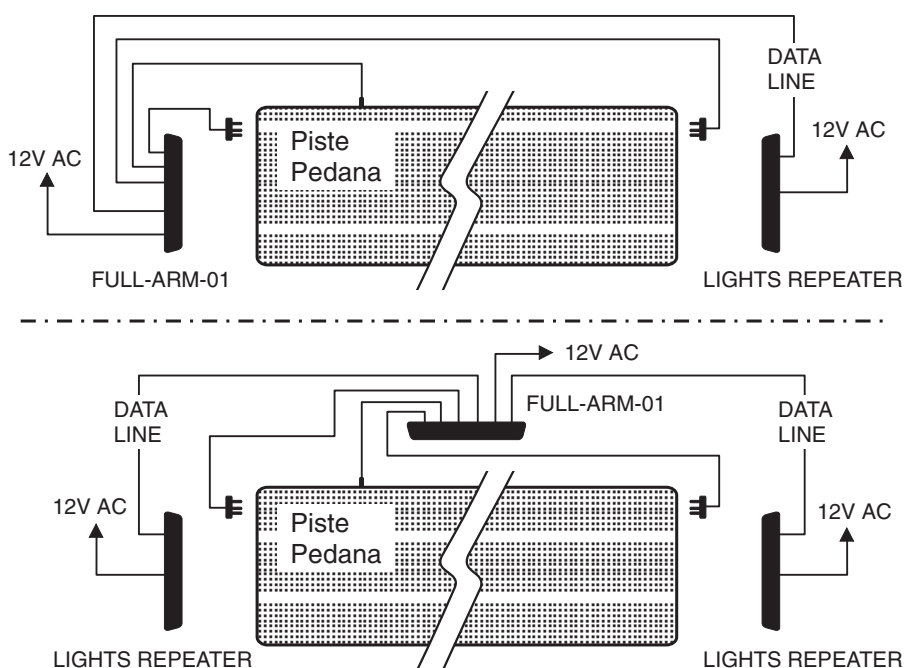 DATA
LINE
12V AC
Piste
Pedana
12V AC
FULL-ARM-01
LIGHTS REPEATER
12V AC
FULL-ARM-01
DATA
LINE
DATA
LINE
12V AC
Piste
Pedana
12V AC
LIGHTS REPEATER
LIGHTS REPEATER